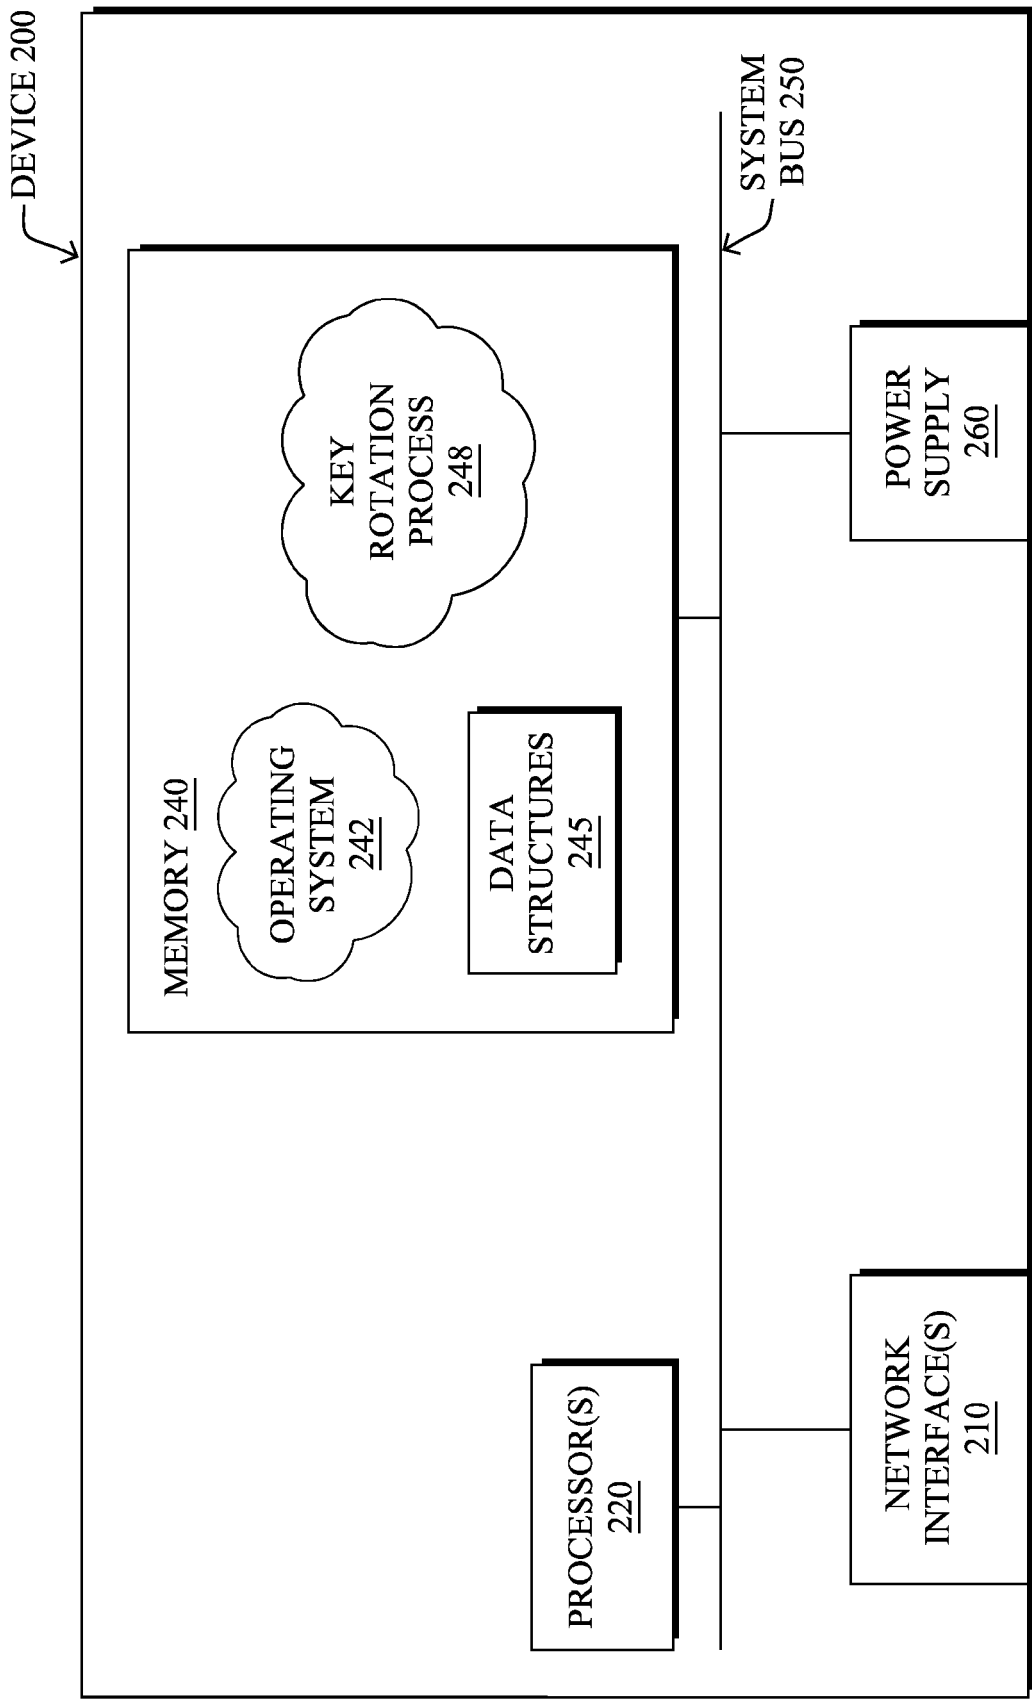 DEVICE 200
MEMORY 240
OPERATING
SYSTEM
242
DATA
STRUCTURES
245
KEY
ROTATION
PROCESS
248
PROCESSOR(S)
220
SYSTEM
BUS 250
NETWORK
INTERFACE(S)
210
POWER
SUPPLY
260